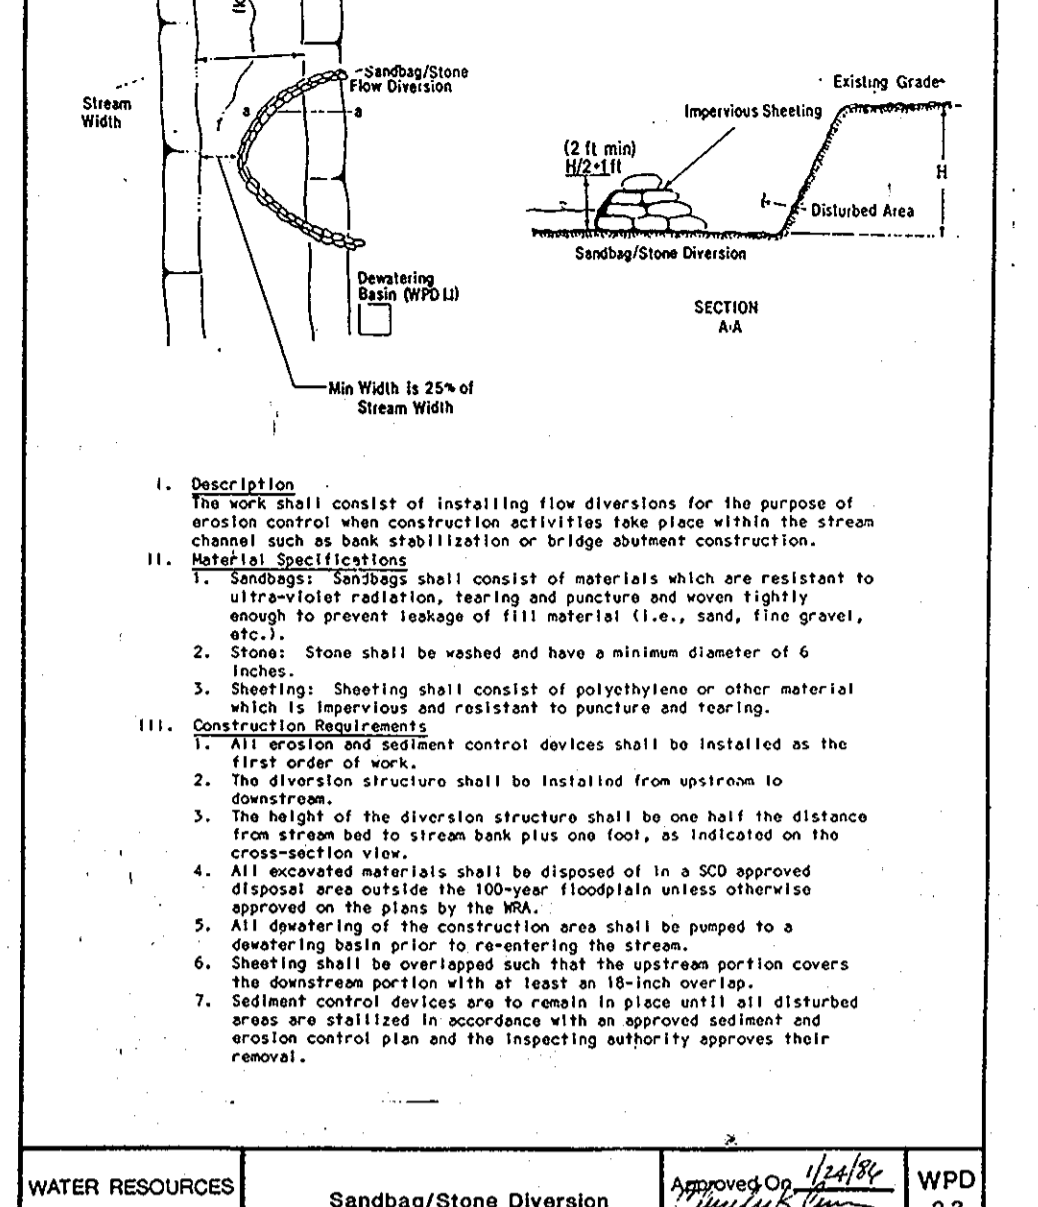 Sandbag/Stone
Flow Diversion
Stream
Width
a
a
Dewatering
Basin (WPD 1.1)
Min Width is 25% of
Stream Width
Existing Grade
Impervious Sheeting
(2 ft min)
H/2+1 ft
H
Disturbed Area
Sandbag/Stone Diversion
SECTION
A-A
I. Description
The work shall consist of installing flow diversions for the purpose of
erosion control when construction activities take place within the stream
channel such as bank stabilization or bridge abutment construction.
II. Material Specifications
1. Sandbags: Sandbags shall consist of materials which are resistant to
ultra-violet radiation, tearing and puncture and woven tightly
enough to prevent leakage of fill material (i.e., sand, fine gravel,
etc.).
2. Stone: Stone shall be washed and have a minimum diameter of 6
inches.
3. Sheeting: Sheeting shall consist of polyethylene or other material
which is impervious and resistant to puncture and tearing.
III. Construction Requirements
1. All erosion and sediment control devices shall be installed as the
first order of work.
2. The diversion structure shall be installed from upstream to
downstream.
3. The height of the diversion structure shall be one half the distance
from stream bed to stream bank plus one foot, as indicated on the
cross-section view.
4. All excavated materials shall be disposed of in a SCD approved
disposal area outside the 100-year floodplain unless otherwise
approved on the plans by the WRA.
5. All dewatering of the construction area shall be pumped to a
dewatering basin prior to re-entering the stream.
6. Sheeting shall be overlapped such that the upstream portion covers
the downstream portion with at least an 18-inch overlap.
7. Sediment control devices are to remain in place until all disturbed
areas are stailized in accordance with an approved sediment and
erosion control plan and the inspecting authority approves their
removal.
WATER RESOURCES
Sandbag/Stone Diversion
Approved On 1/24/86
WPD